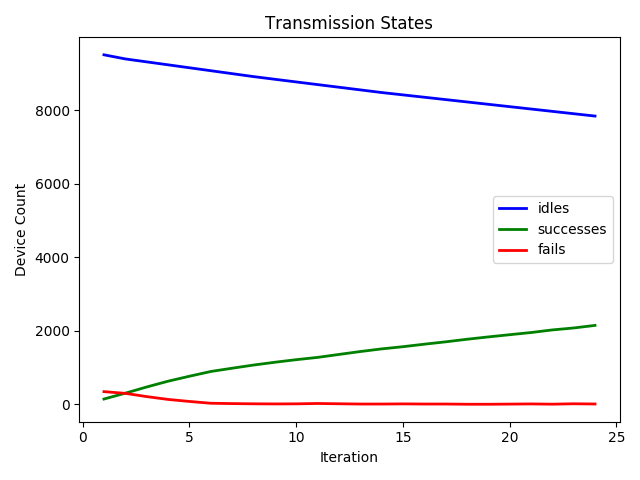 Transmission States
Device Count
8000
6000
4000
2000
0
idles
successes
fails
0 5 10 15 20 25
Iteration